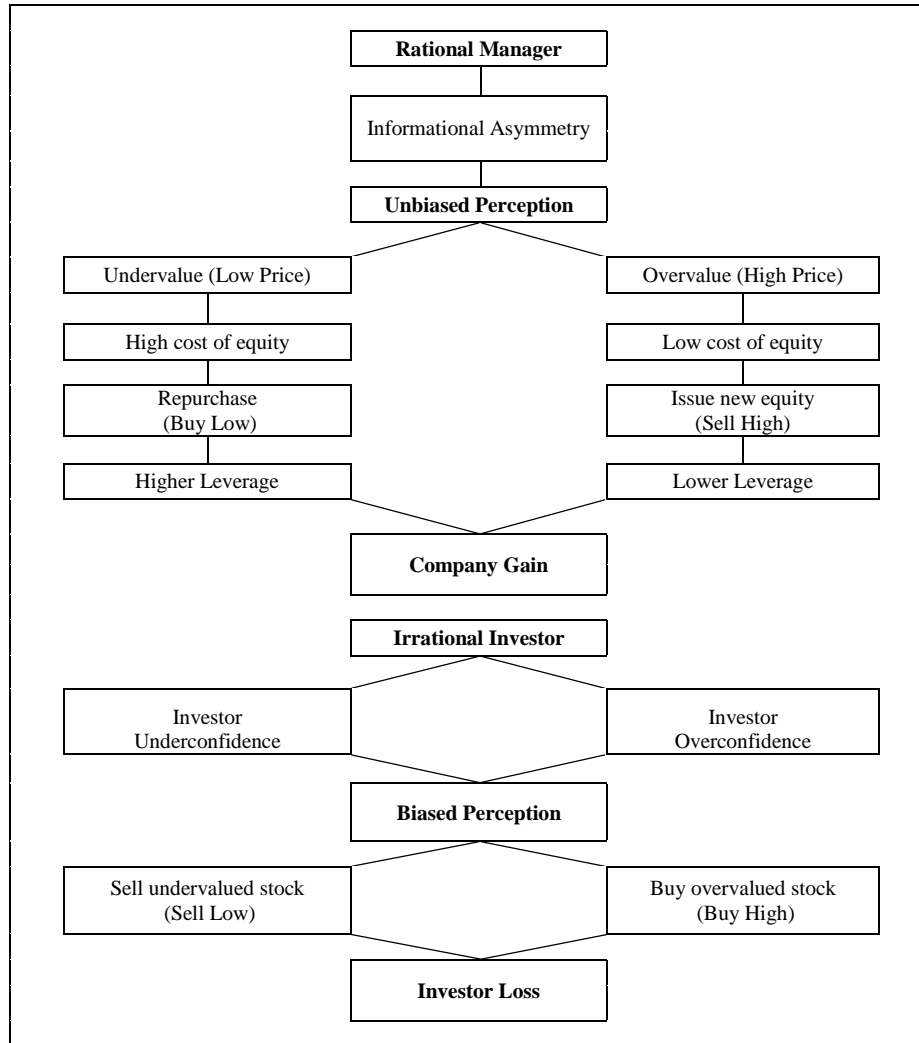 Rational Manager
Informational Asymmetry
Unbiased Perception
Undervalue (Low Price)
Overvalue (High Price)
High cost of equity
Low cost of equity
Repurchase
(Buy Low)
Issue new equity
(Sell High)
Higher Leverage
Lower Leverage
Company Gain
Irrational Investor
Investor
Underconfidence
Investor
Overconfidence
Biased Perception
Sell undervalued stock
(Sell Low)
Buy overvalued stock
(Buy High)
Investor Loss